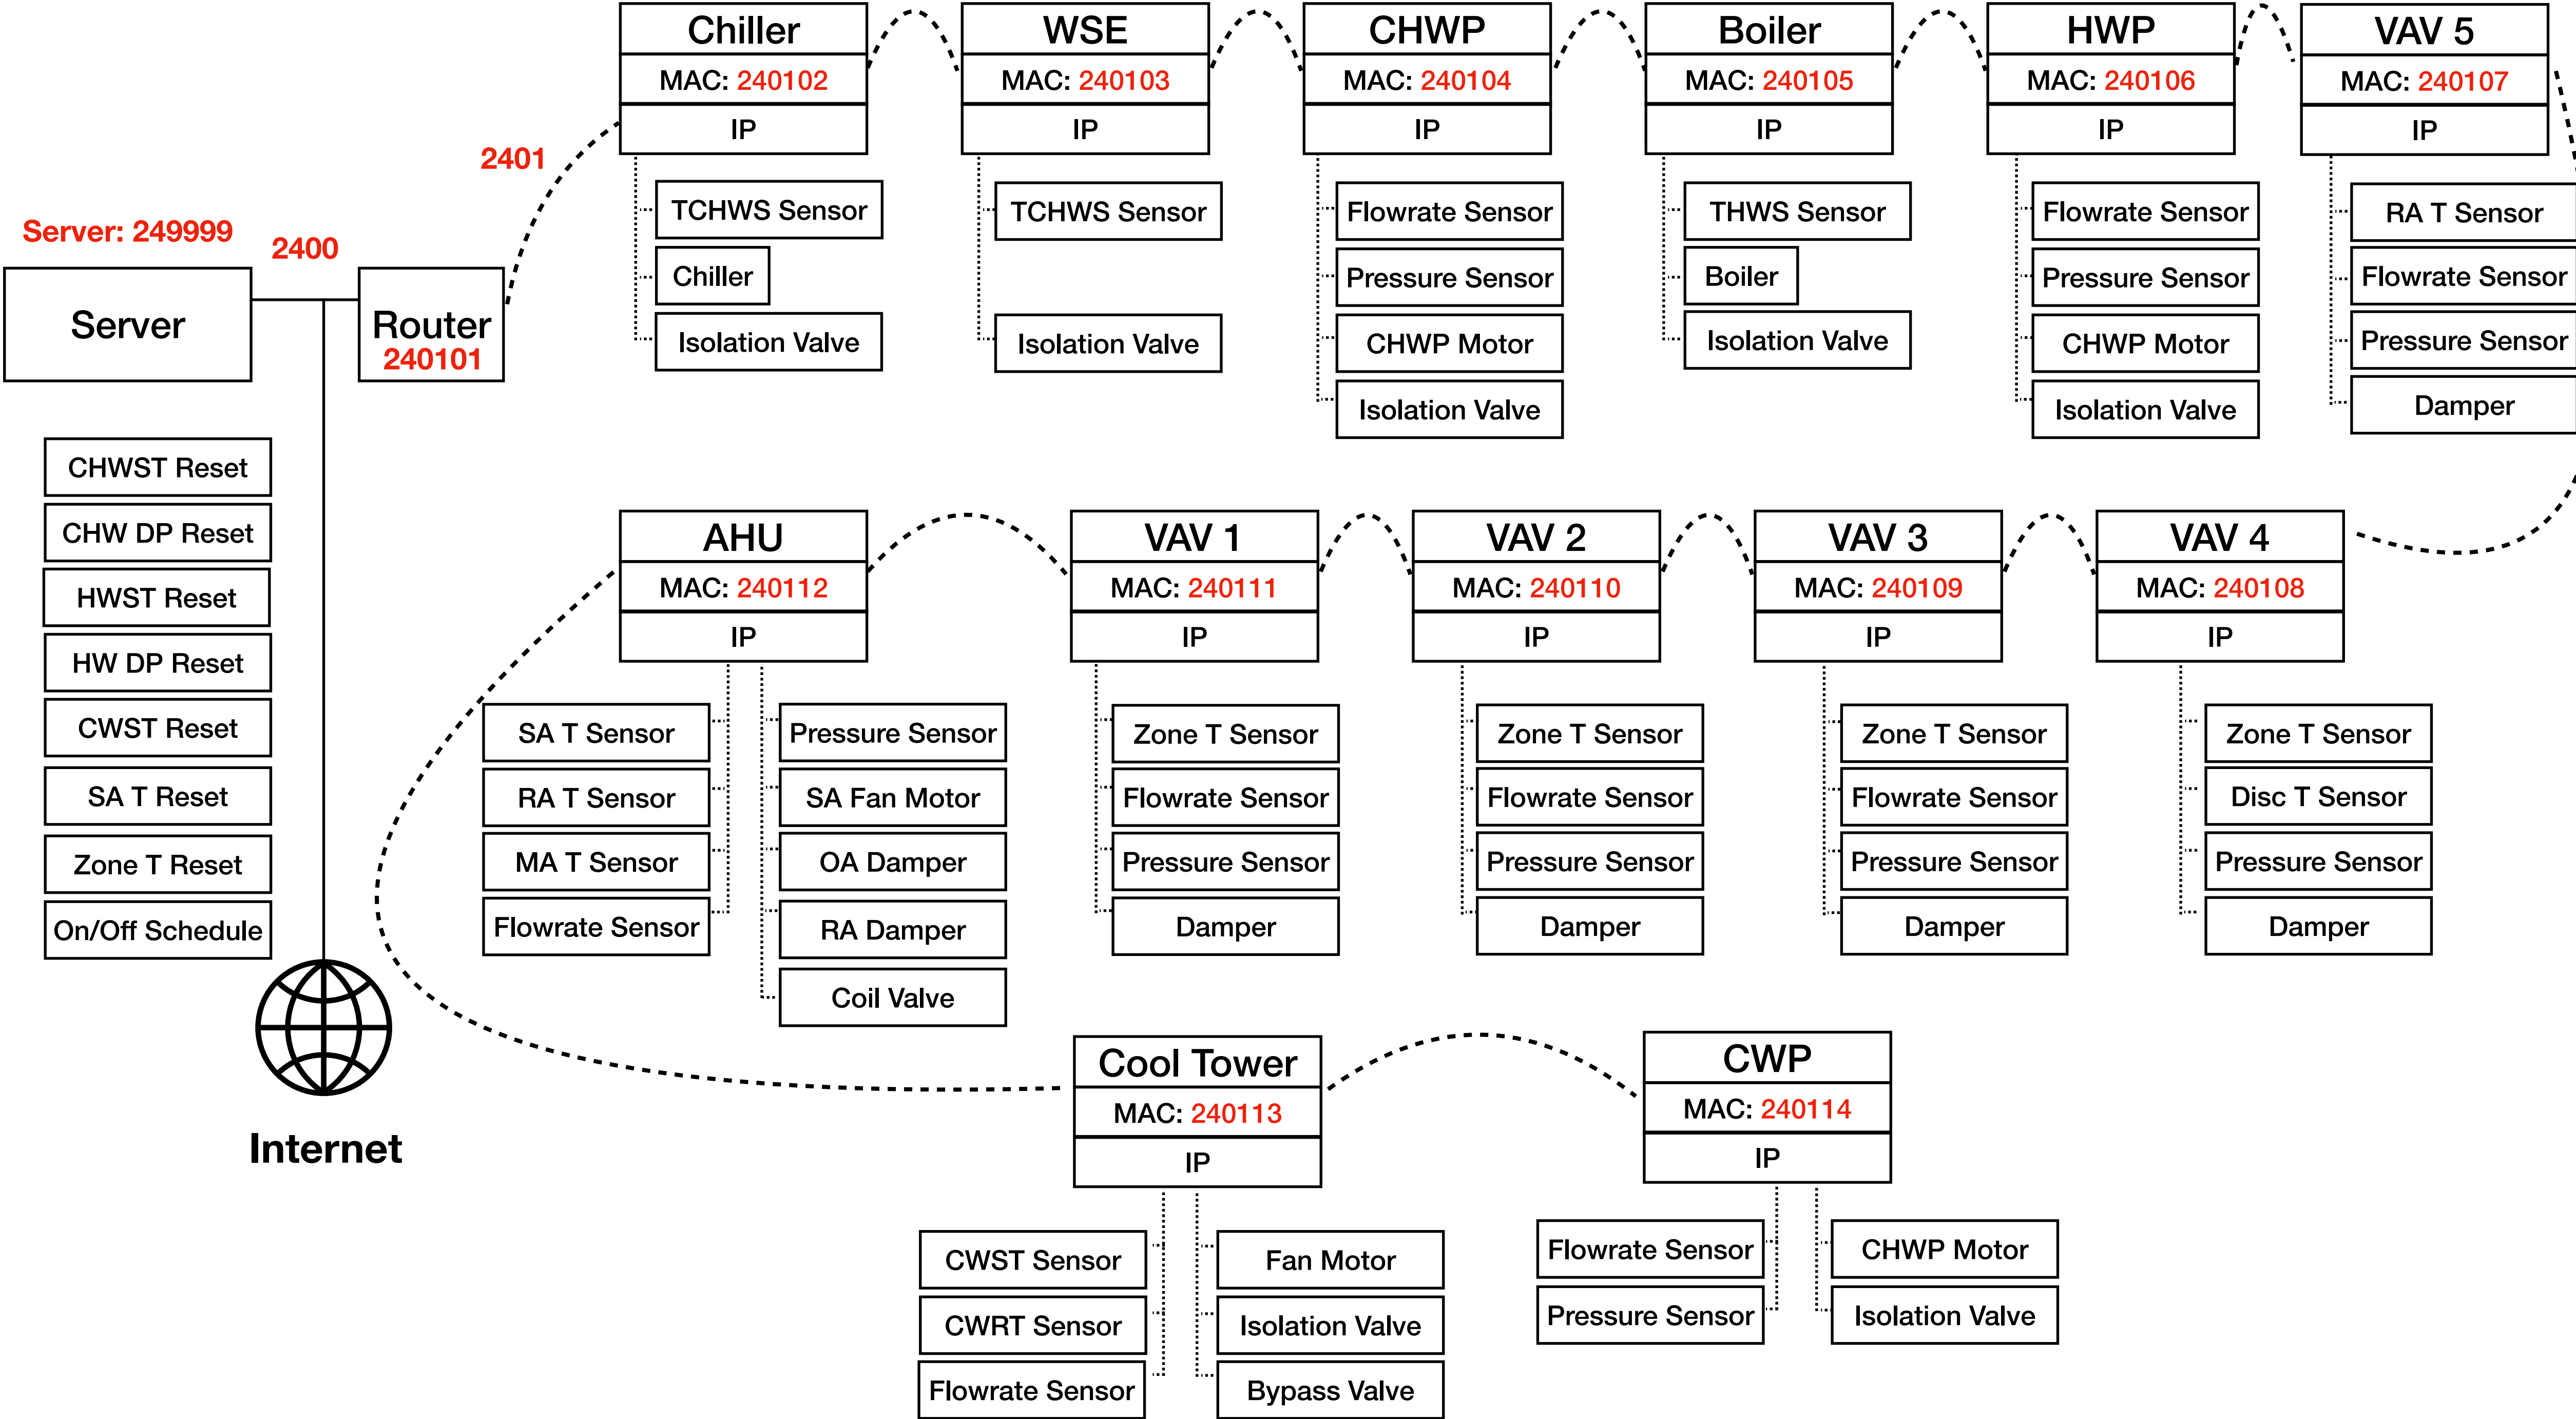 Chiller
MAC: 240102
IP
TCHWS Sensor
Chiller
Isolation Valve
WSE
MAC: 240103
IP
TCHWS Sensor
Isolation Valve
CHWP
MAC: 240104
IP
Flowrate Sensor
Pressure Sensor
CHWP Motor
Isolation Valve
Boiler
MAC: 240105
IP
THWS Sensor
Boiler
Isolation Valve
HWP
MAC: 240106
IP
Flowrate Sensor
Pressure Sensor
CHWP Motor
Isolation Valve
VAV 5
MAC: 240107
IP
RA T Sensor
Flowrate Sensor
Pressure Sensor
Damper
2401
Server: 249999
2400
Server
Router
240101
CHWST Reset
CHW DP Reset
HWST Reset
HW DP Reset
CWST Reset
SA T Reset
Zone T Reset
On/Off Schedule
Internet
AHU
MAC: 240112
IP
SA T Sensor
RA T Sensor
MA T Sensor
Flowrate Sensor
Pressure Sensor
SA Fan Motor
OA Damper
RA Damper
Coil Valve
VAV 1
MAC: 240111
IP
Zone T Sensor
Flowrate Sensor
Pressure Sensor
Damper
VAV 2
MAC: 240110
IP
Zone T Sensor
Flowrate Sensor
Pressure Sensor
Damper
VAV 3
MAC: 240109
IP
Zone T Sensor
Flowrate Sensor
Pressure Sensor
Damper
VAV 4
MAC: 240108
IP
Zone T Sensor
Disc T Sensor
Pressure Sensor
Damper
Cool Tower
MAC: 240113
IP
CWST Sensor
CWRT Sensor
Flowrate Sensor
Fan Motor
Isolation Valve
Bypass Valve
CWP
MAC: 240114
IP
Flowrate Sensor
Pressure Sensor
CHWP Motor
Isolation Valve